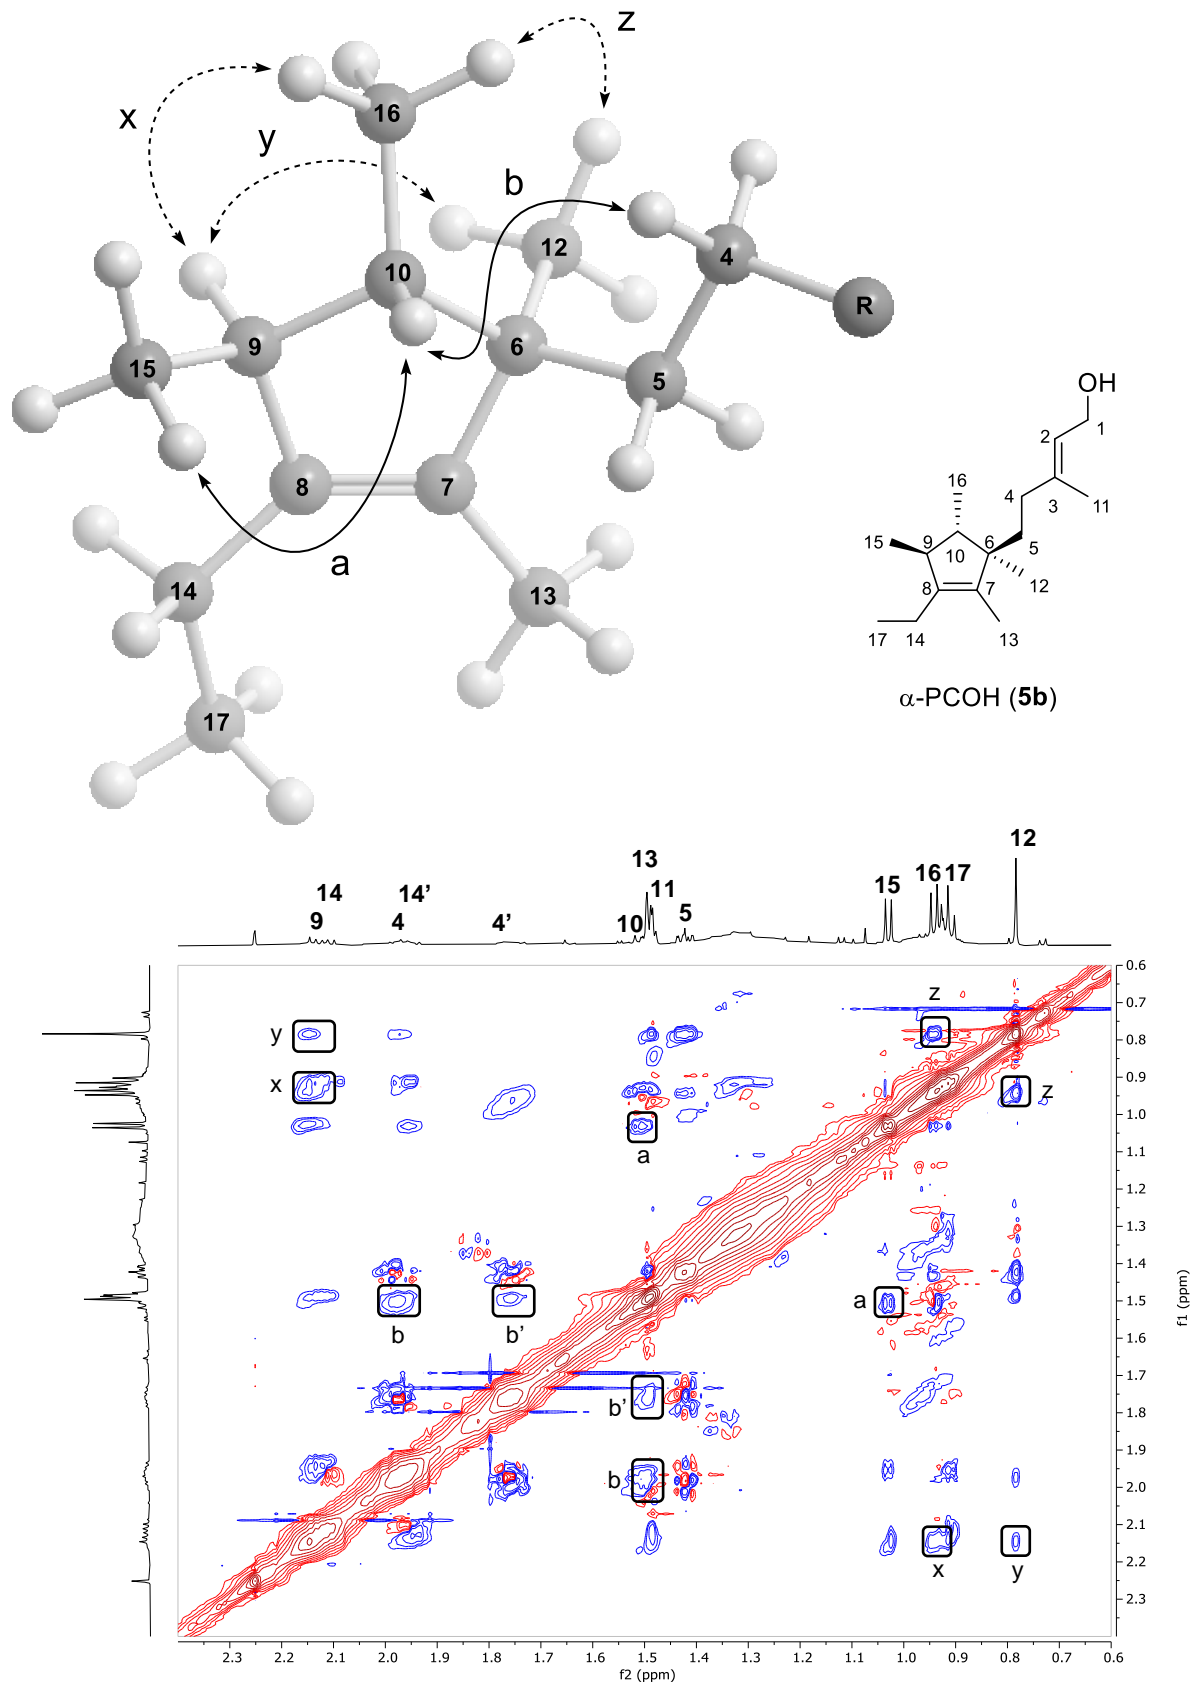 z
x
16
y
b
12
4
10
R
9
6
15
5
8
7
a
14
13
17
OH
2
1
16
4
3
11
15
9
10
6
5
12
8
7
17
14
13
α-PCOH (5b)
12
13
16 17
14
14’
11
15
9
4
4’
10
5
0.6
z
0.7
y
0.8
x
0.9
z
1.0
a
1.1
1.2
1.3
1.4
a
1.5
b
b’
1.6
1.7
b’
1.8
1.9
b
2.0
2.1
x
y
2.2
2.3
f1 (ppm)
2.3 2.2 2.1 2.0 1.9 1.8 1.7 1.6 1.5 1.4 1.3 1.2 1.1 1.0 0.9 0.8 0.7 0.6
f2 (ppm)